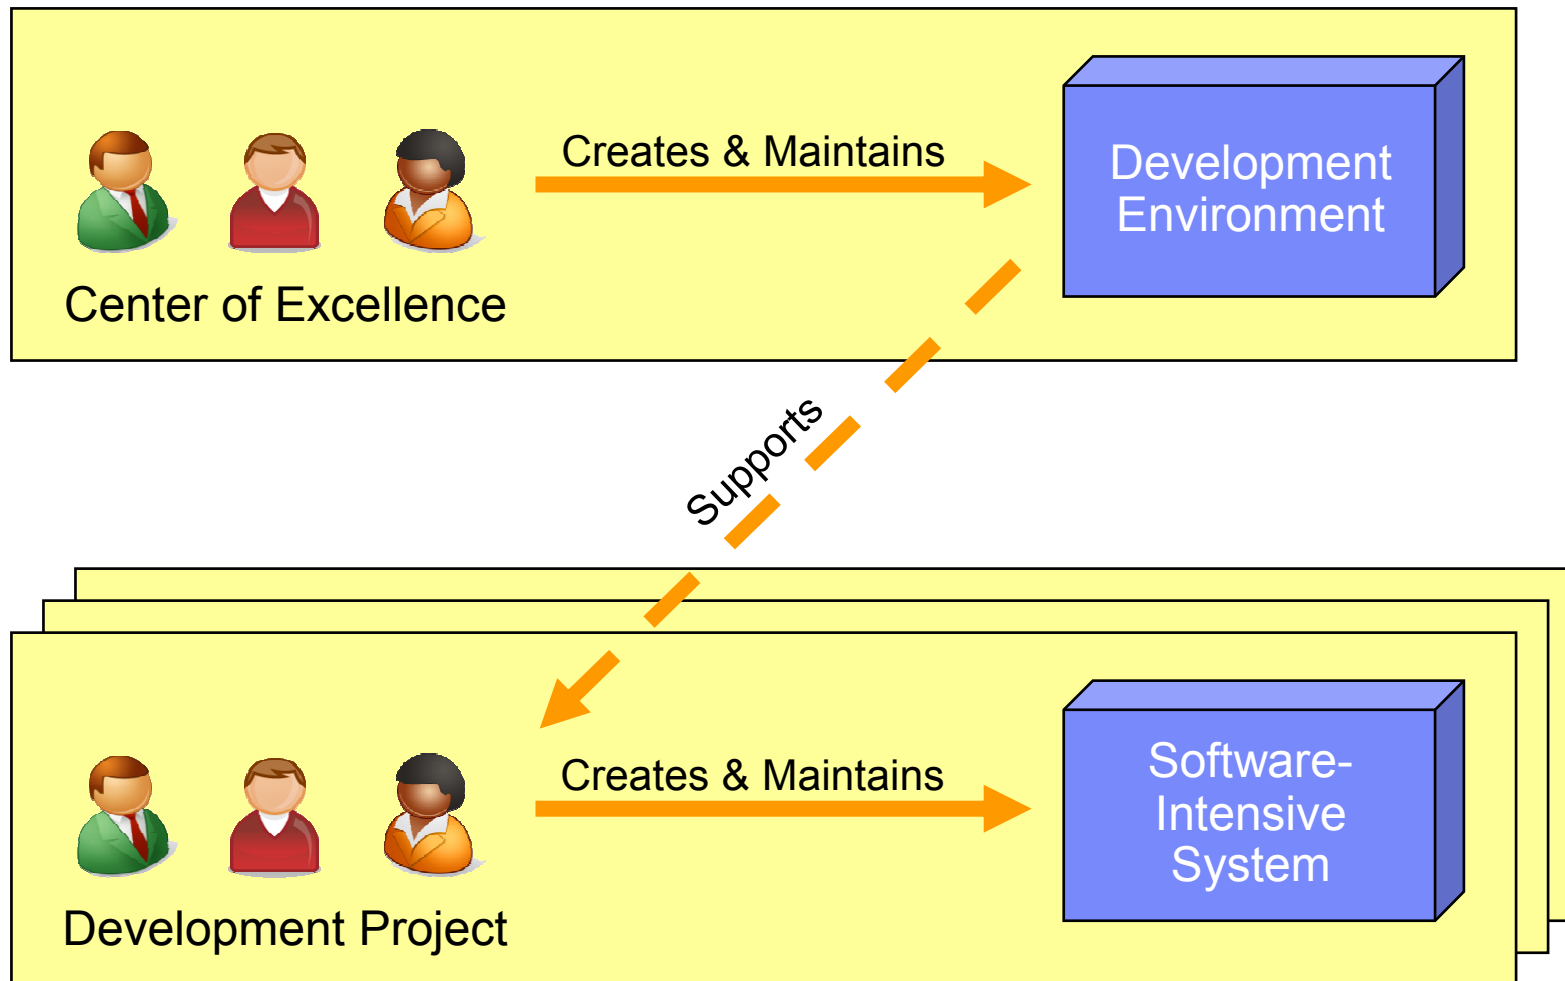 Creates & Maintains
Development
Environment
Center of Excellence
Supports
Creates & Maintains
Software-
Intensive
System
Development Project